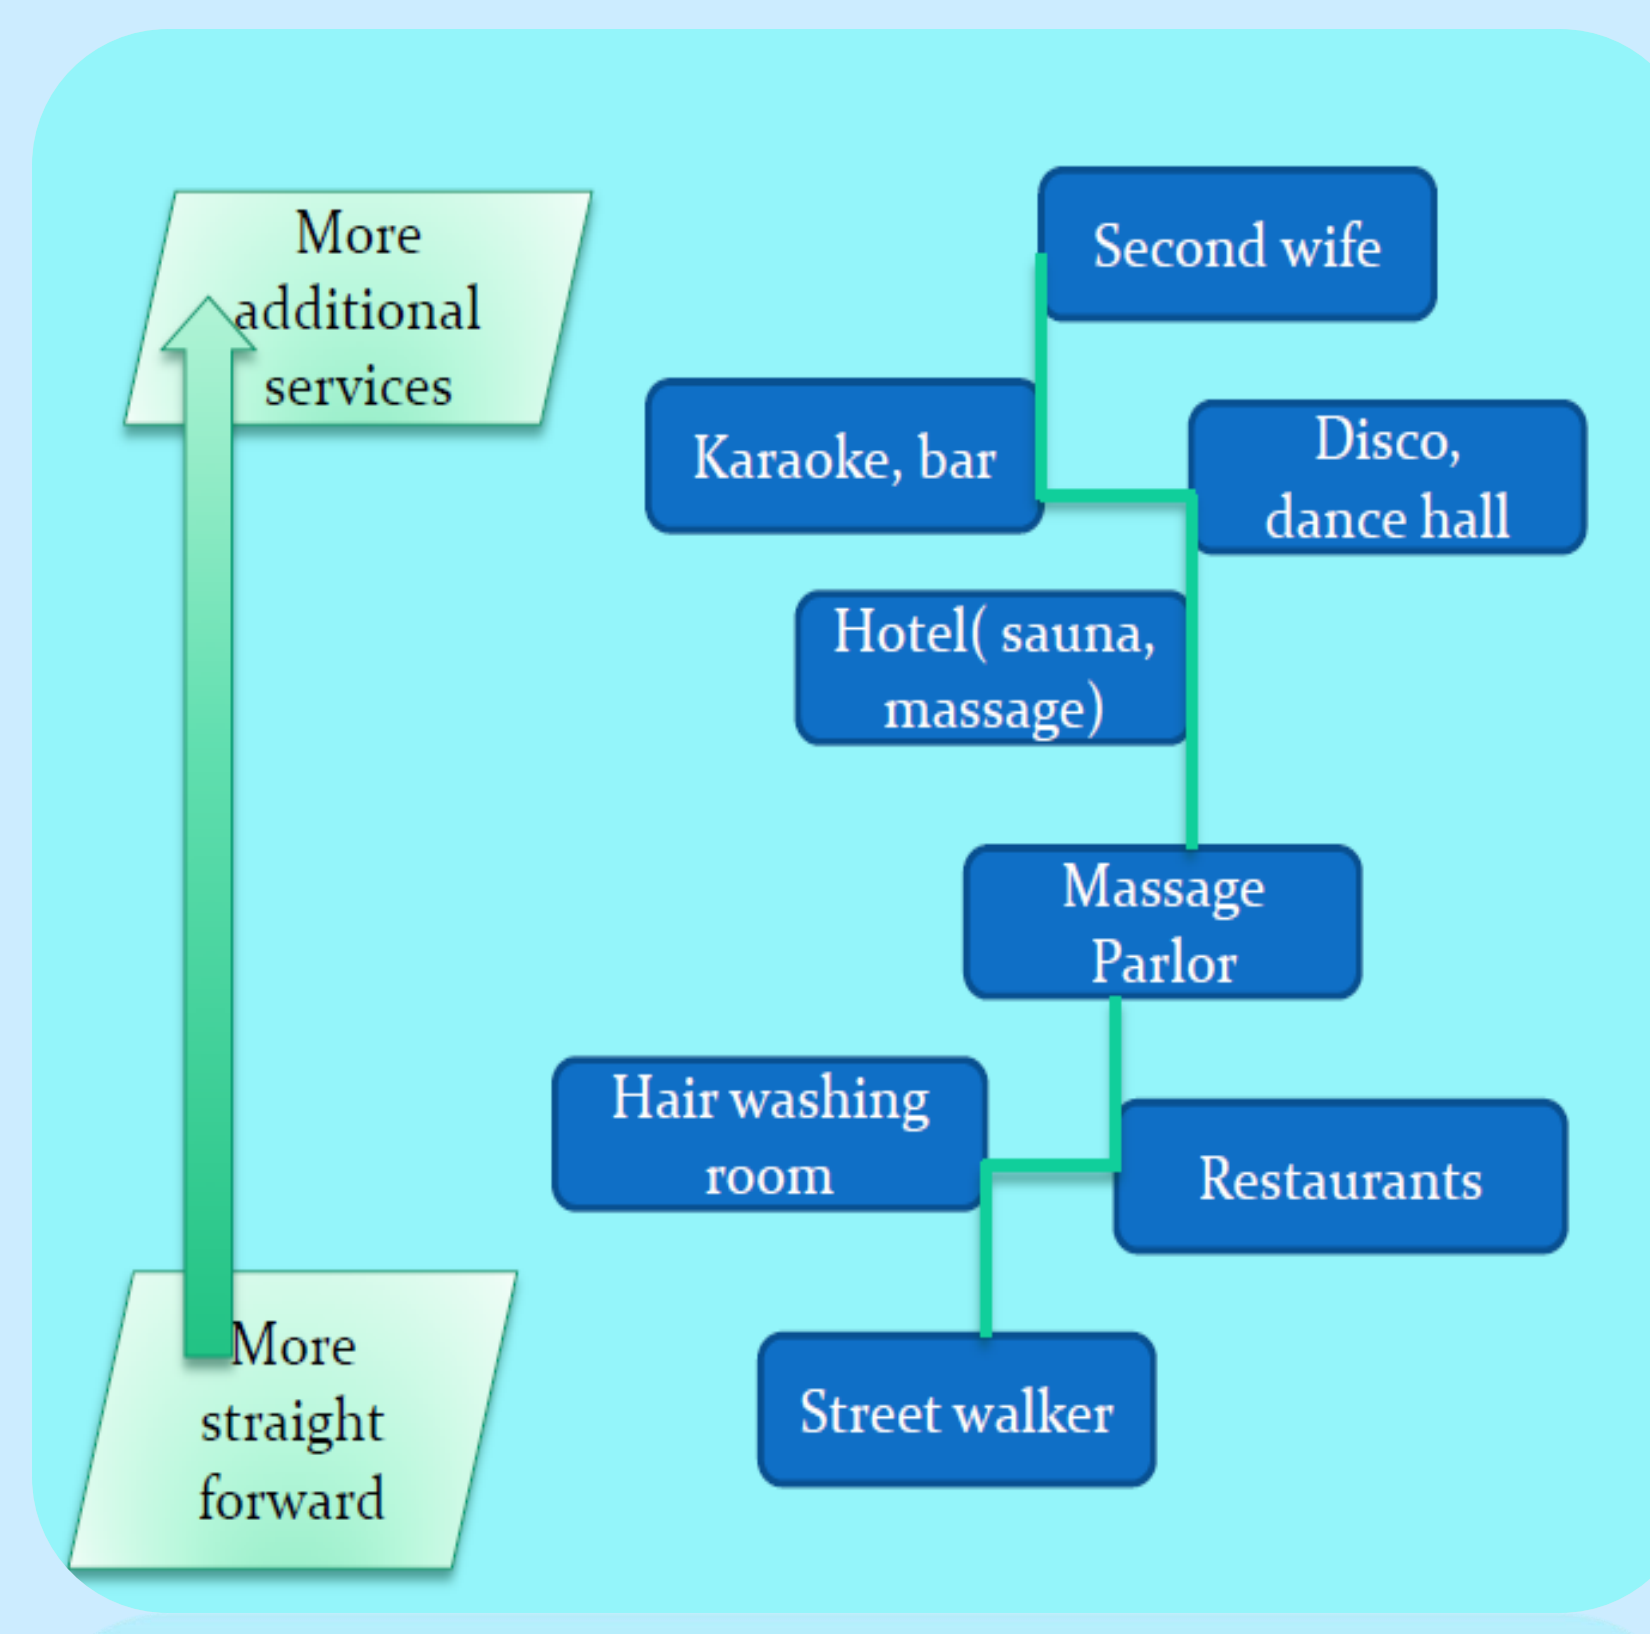 More
additional
services
Second wife
Karaoke, bar
Disco,
dance hall
Hotel( sauna,
massage)
Massage
Parlor
Hair washing
room
Restaurants
More
straight
forward
Street walker